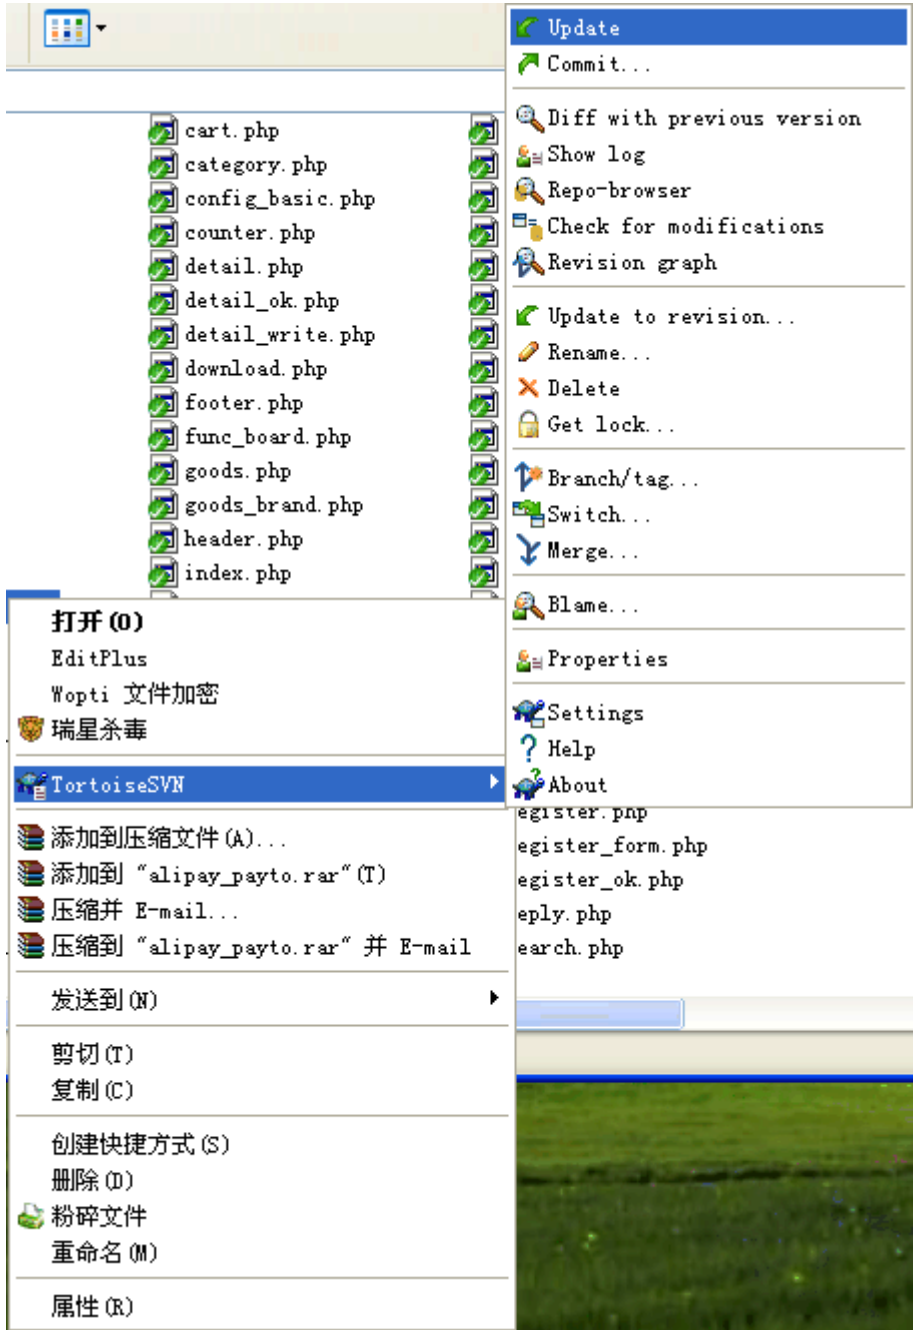 cart.php
category.php
config_basic.php
counter.php
detail.php
detail_ok.php
detail_write.php
download.php
footer.php
func_board.php
goods.php
goods_brand.php
header.php
index.php
Update
Commit...
Diff with previous version
Show log
Repo-browser
Check for modifications
Revision graph
Update to revision...
Rename...
Delete
Get lock...
Branch/tag...
Switch...
Merge...
Blame...
Properties
Settings
Help
About
打开(O)
EditPlus
Wopti 文件加密
瑞星杀毒
TortoiseSVN
添加到压缩文件(A)...
添加到 "alipay_payto.rar"(T)
压缩并 E-mail...
压缩到 "alipay_payto.rar" 并 E-mail
发送到(N)
剪切(T)
复制(C)
创建快捷方式(S)
删除(D)
粉碎文件
重命名(M)
属性(R)
egister.php
egister_form.php
egister_ok.php
eply.php
earch.php